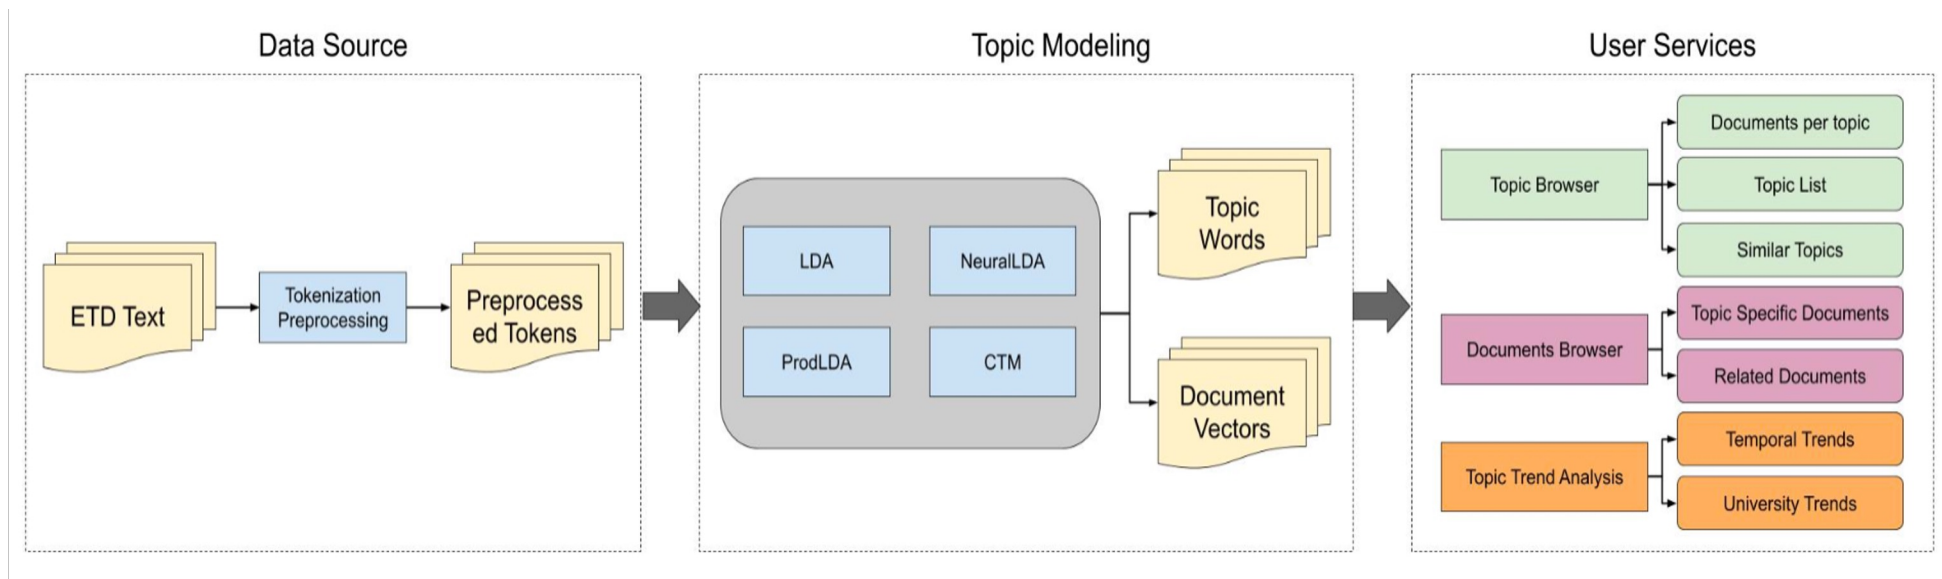 Data Source
Topic Modeling
User Services
ETD Text
Tokenization
Preprocessing
Preprocess
ed Tokens
LDA
NeuralLDA
ProdLDA
CTM
Topic
Words
Document
Vectors
Topic Browser
Documents per topic
Topic List
Similar Topics
Documents Browser
Topic Specific Documents
Related Documents
Topic Trend Analysis
Temporal Trends
University Trends